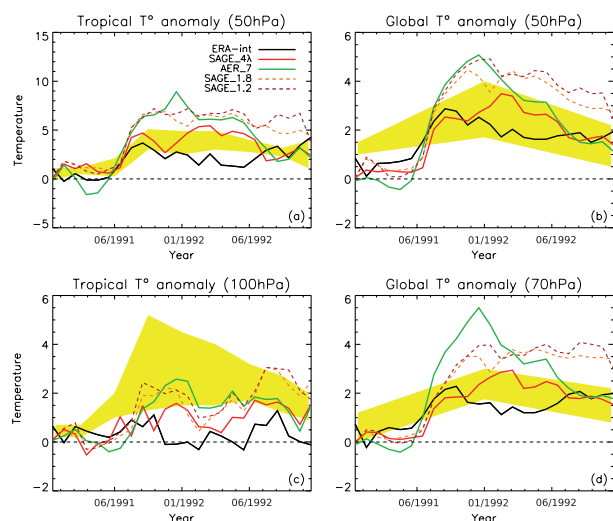 Tropical T° anomaly (50hPa)
Global T° anomaly (50hPa)
15
10
5
0
−5
Temperature
ERA-int
SAGE_4λ
AER_7
SAGE_1.8
SAGE_1.2
(a)
06/1991 01/1992 06/1992
Year
6
4
2
0
−2
Temperature
(b)
06/1991 01/1992 06/1992
Year
Tropical T° anomaly (100hPa)
Global T° anomaly (70hPa)
6
4
2
0
−2
Temperature
(c)
06/1991 01/1992 06/1992
Year
6
4
2
0
−2
Temperature
(d)
06/1991 01/1992 06/1992
Year